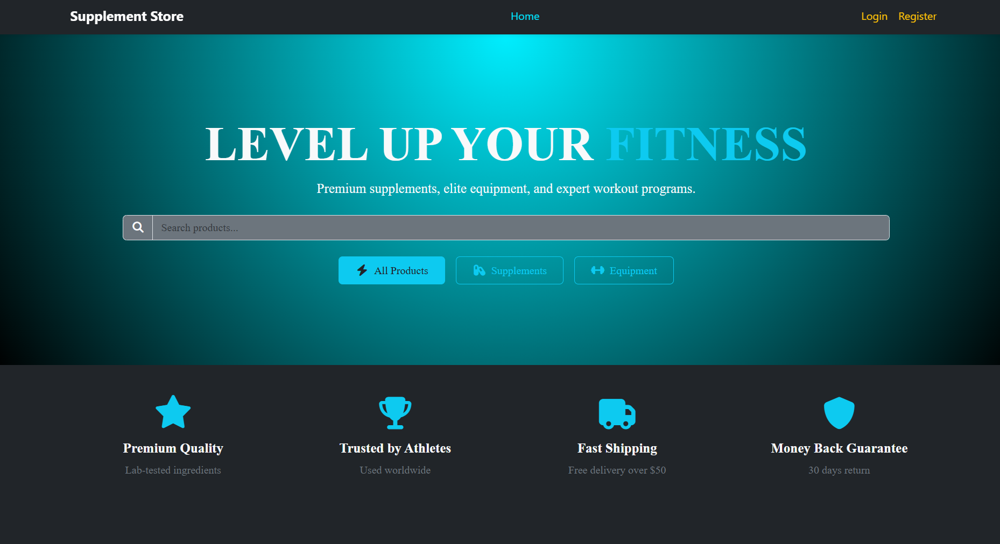 Supplement Store
Home
Login
Register
LEVEL UP YOUR FITNESS
Premium supplements, elite equipment, and expert workout programs.
Search products...
All Products
Supplements
Equipment
Premium Quality
Lab-tested ingredients
Trusted by Athletes
Used worldwide
Fast Shipping
Free delivery over $50
Money Back Guarantee
30 days return